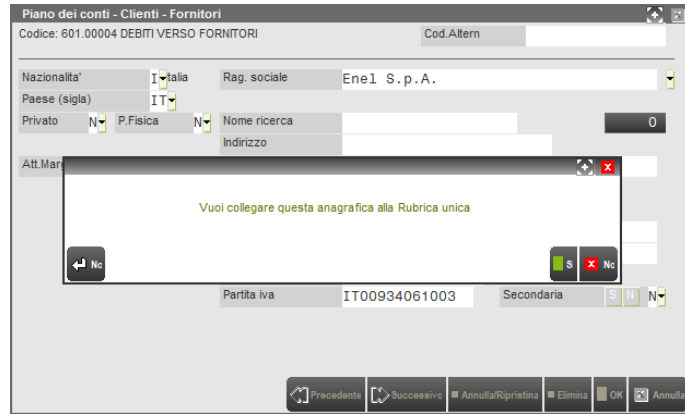 Piano dei conti - Clienti - Fornitori
Codice: 601.00004 DEBITI VERSO FORNITORI Cod.Altern
Nazionalita' I talia Rag. sociale Enel S.p.A.
Paese (sigla) IT
Privato N P.Fisica N Nome ricerca 0
Indirizzo
Att.Marg
Vuoi collegare questa anagrafica alla Rubrica unica
No Si No
Partita iva IT00934061003 Secondaria S N N
Precedente Successivo Annulla/Ripristina Elimina OK Annulla